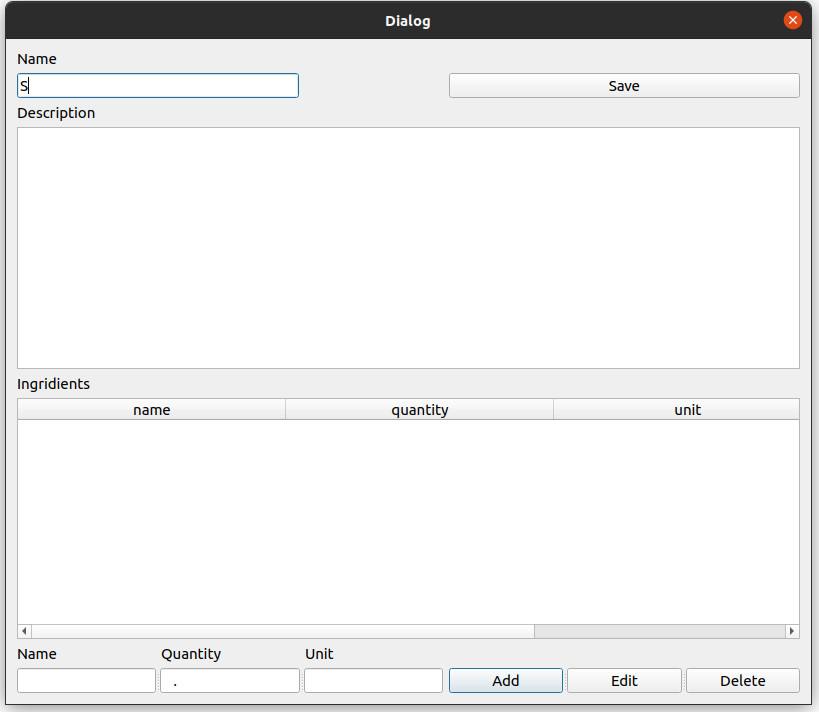 Dialog
Name
S Save
Description
Ingridients
name quantity unit
Name Quantity Unit
. Add Edit Delete